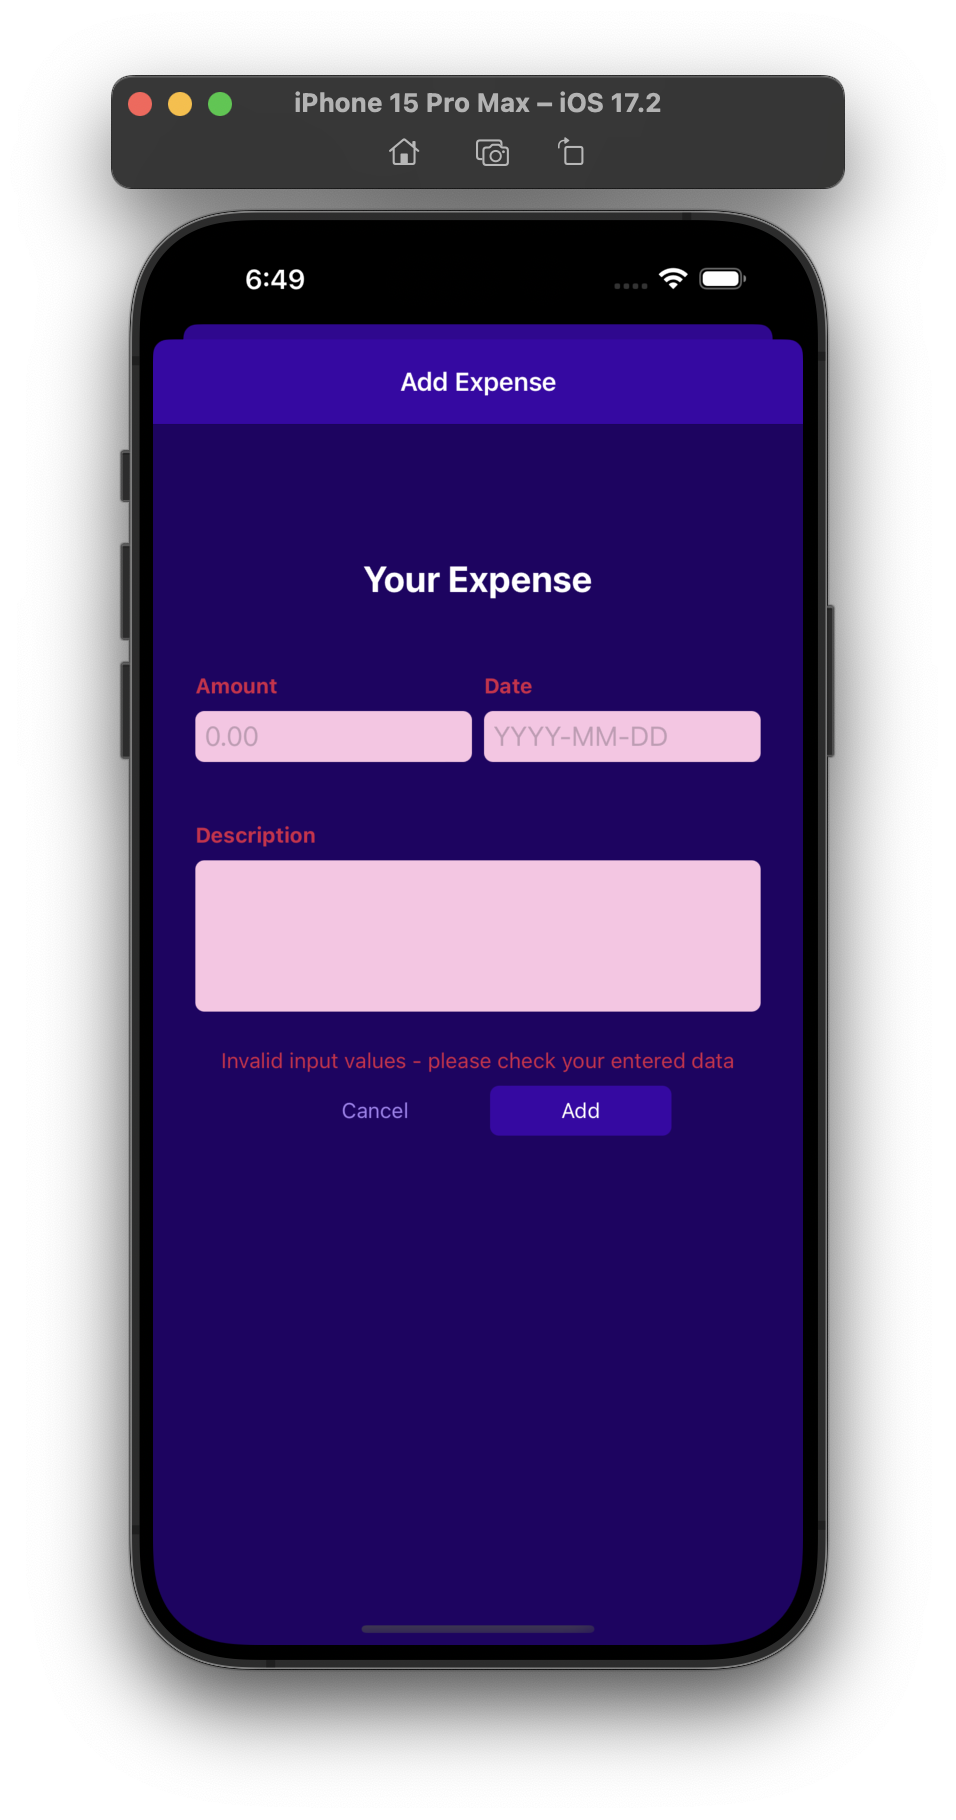 iPhone 15 Pro Max – iOS 17.2
6:49
Add Expense
Your Expense
Amount Date
0.00 YYYY-MM-DD
Description
Invalid input values - please check your entered data
Cancel Add